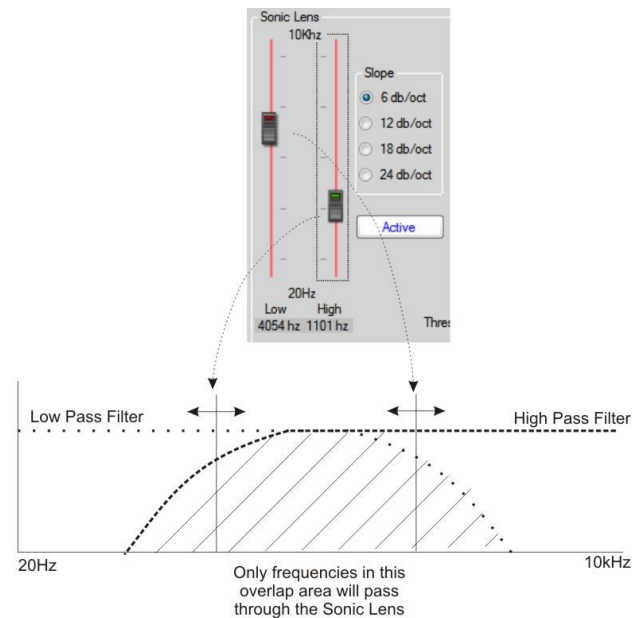 Sonic Lens
10Khz
Slope
6 db/oct
12 db/oct
18 db/oct
24 db/oct
Active
20Hz
Low High
4054 hz 1101 hz
Thres
Low Pass Filter
High Pass Filter
20Hz
10kHz
Only frequencies in this
overlap area will pass
through the Sonic Lens